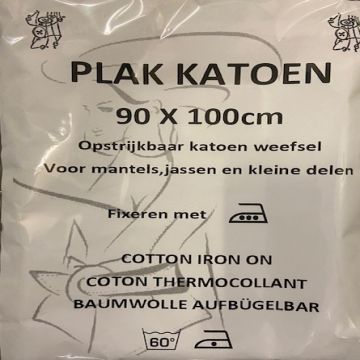 PLAK KATOEN
90 X 100cm
Opstrijkbaar katoen weefsel
Voor mantels,jassen en kleine delen
Fixeren met
COTTON IRON ON
COTON THERMOCOLLANT
BAUMWOLLE AUFBÜGELBAR
60°